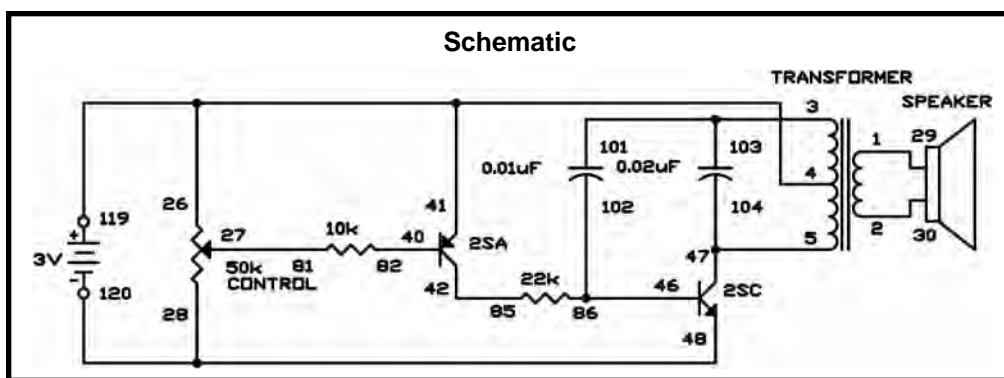 Schematic
TRANSFORMER
SPEAKER
3
1
29
101
103
0.01uF
0.02uF
4
26
41
102
104
119
+
27
10k
40
2SA
5
2
30
3V
47
50k
81
82
42
22k
46
2SC
CONTROL
-
120
28
85
86
48